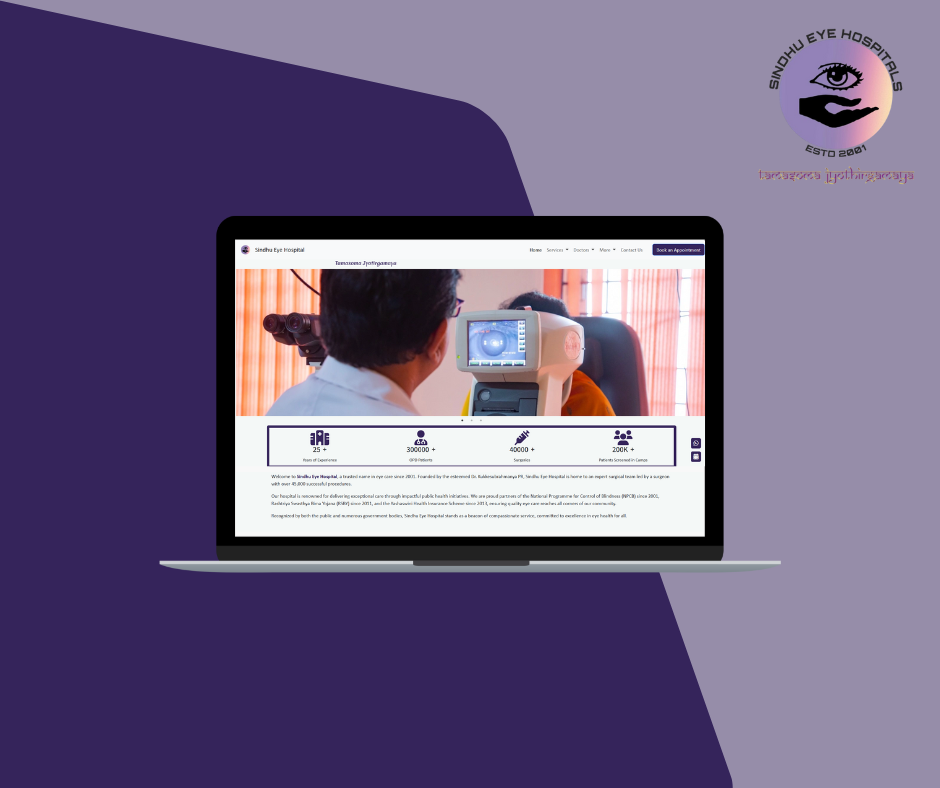 SINDHU EYE HOSPITALS
ESTD 2001
tamasoma jyothirgamaya
Sindhu Eye Hospital
Home Services Doctors More Contact Us Book an Appointment
Tamasoma Jyotirgamaya
25 +
300000 +
40000 +
200K +
Years of Experience
OPD Patients
Surgeries
Patients Screened in Camps
Welcome to Sindhu Eye Hospital, a trusted name in eye care since 2001. Founded by the esteemed Dr. PR, Sindhu Eye Hospital is home to an expert surgical team led by a surgeon
with over 45,000 successful procedures.
Our hospital is renowned for delivering exceptional care through impactful public health initiatives. We are proud partners of the National Programme for Control of Blindness (NPCB) since 2001,
Rashtriya Swasthya Bima Yojana (RSBY) since 2011, and the Yeshaswini Health Insurance Scheme since 2013, ensuring quality eye care reaches all corners of our community.
Recognized by both the public and numerous government bodies, Sindhu Eye Hospital stands as a beacon of compassionate service, committed to excellence in eye health for all.